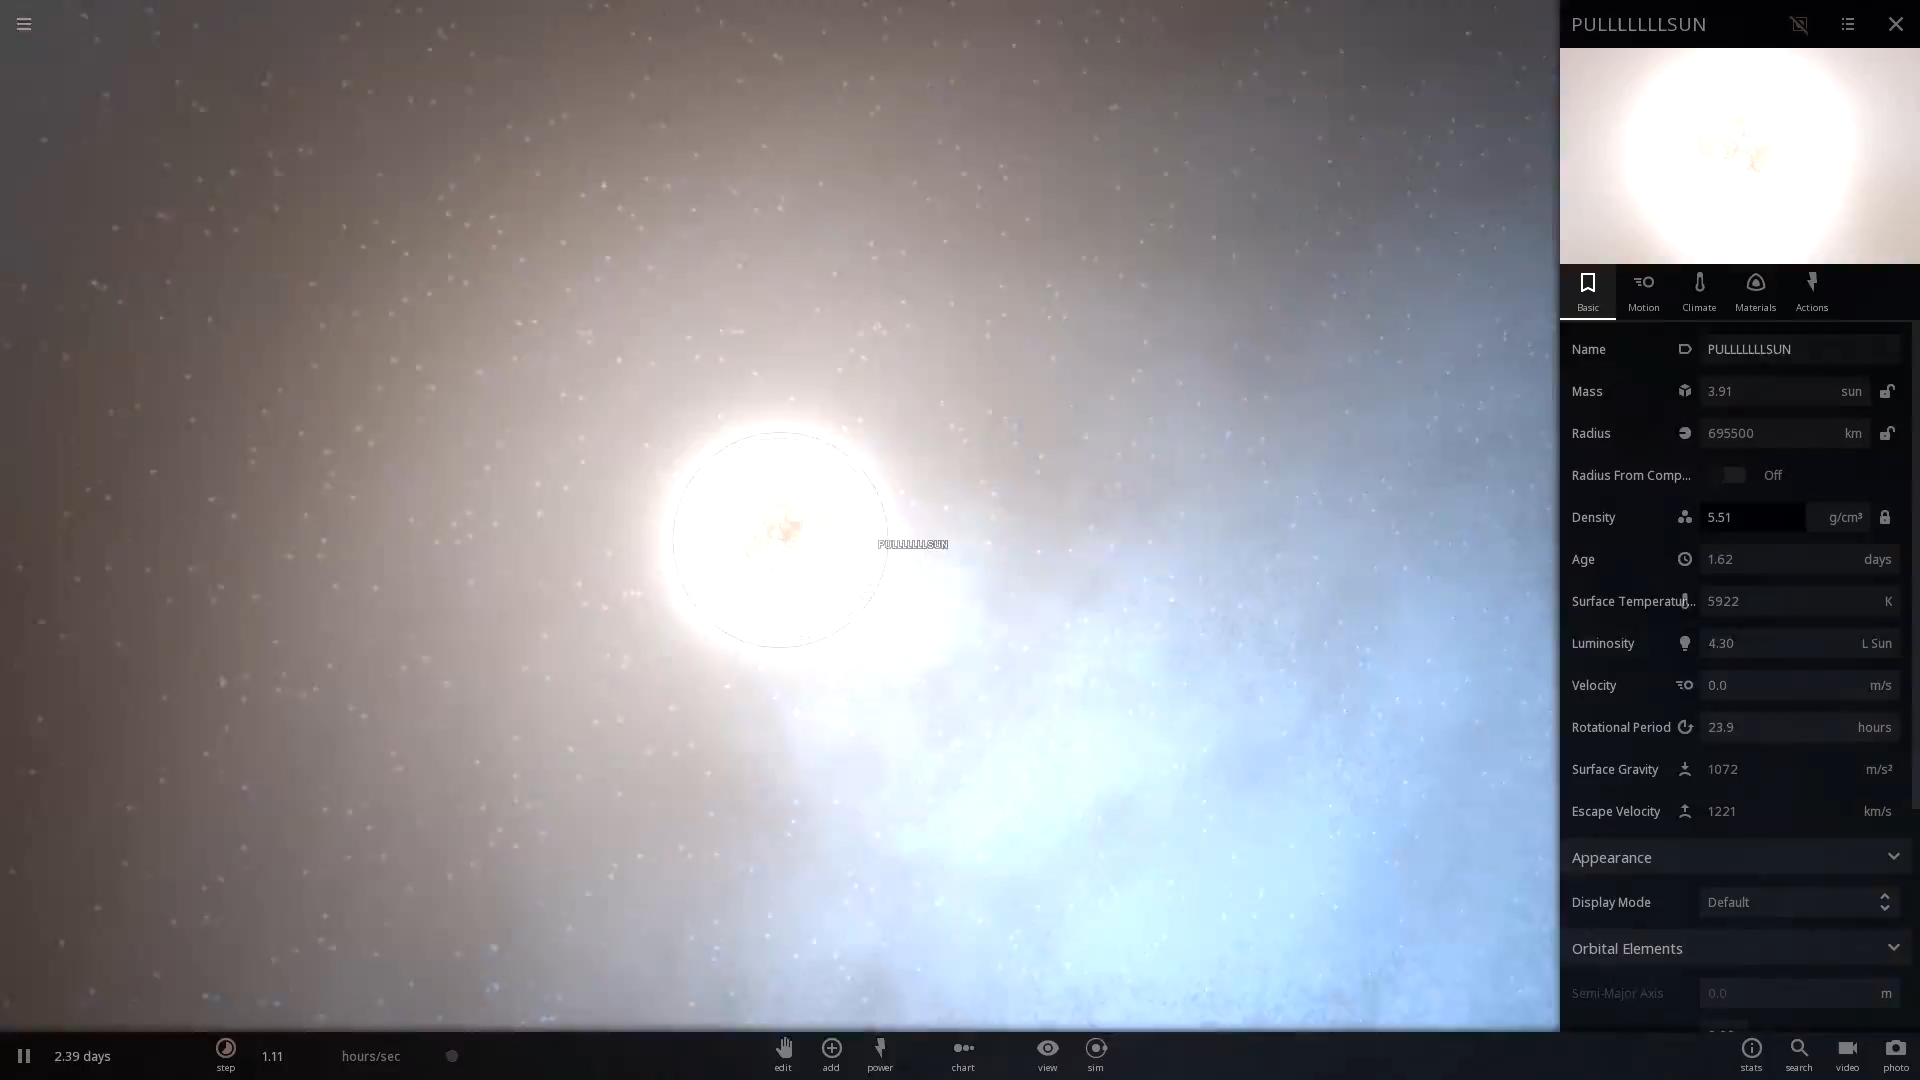 PULLLLLLLSUN
Basic
Motion
Climate
Materials
Actions
Name PULLLLLLLSUN
Mass 3.91 sun
Radius 695500 km
Radius From Comp... Off
Density 5.51 g/cm³
Age 1.62 days
Surface Temperatur... 5922 K
Luminosity 4.30 L Sun
Velocity 0.0 m/s
Rotational Period 23.9 hours
Surface Gravity 1072 m/s²
Escape Velocity 1221 km/s
Appearance
Display Mode Default
Orbital Elements
Semi-Major Axis 0.0 m
PULLLLLLLSUN
2.39 days
step
1.11 hours/sec
edit
add
power
chart
view
sim
stats
search
video
photo